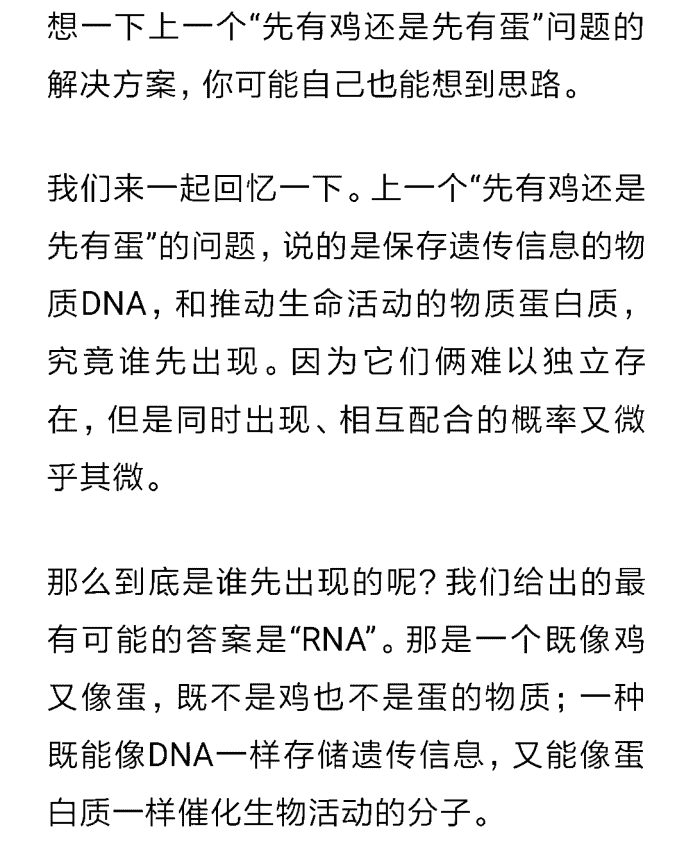 想一下上一个“先有鸡还是先有蛋”问题的
解决方案，你可能自己也能想到思路。
我们来一起回忆一下。上一个“先有鸡还是
先有蛋”的问题，说的是保存遗传信息的物
质DNA，和推动生命活动的物质蛋白质，
究竟谁先出现。因为它们俩难以独立存
在，但是同时出现、相互配合的概率又微
乎其微。
那么到底是谁先出现的呢？我们给出的最
有可能的答案是“RNA”。那是一个既像鸡
又像蛋，既不是鸡也不是蛋的物质；一种
既能像DNA一样存储遗传信息，又能像蛋
白质一样催化生物活动的分子。